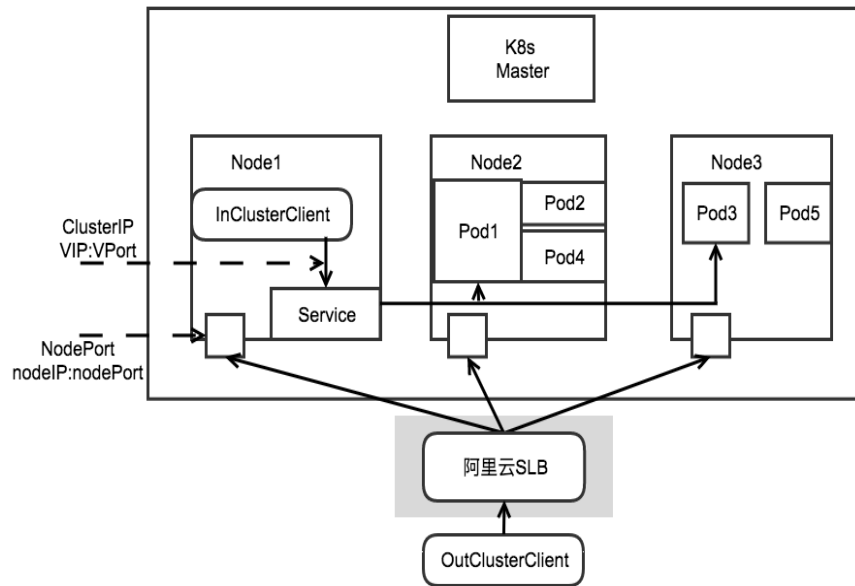 K8s
Master
Node1
Node2
Node3
InClusterClient
Pod1
Pod2
Pod4
Pod3
Pod5
ClusterIP
VIP:VPort
Service
NodePort
nodeIP:nodePort
阿里云SLB
OutClusterClient